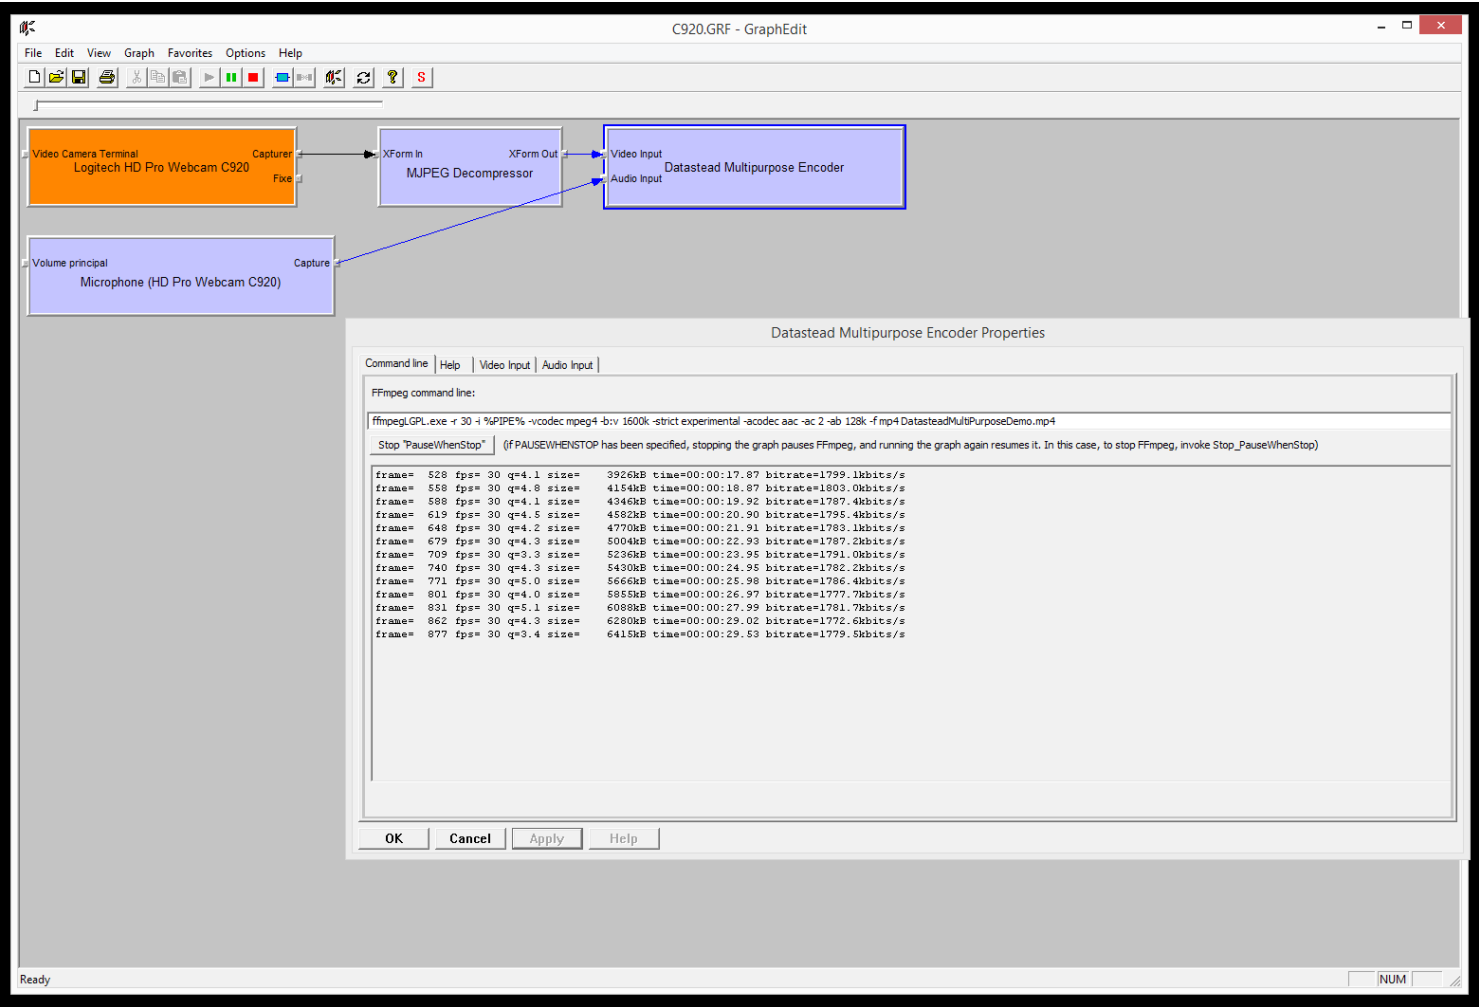 C920.GRF - GraphEdit
File Edit View Graph Favorites Options Help
S
Video Camera Terminal Capturer
Logitech HD Pro Webcam C920
Fixe
XForm In XForm Out
MJPEG Decompressor
Video Input
Datastead Multipurpose Encoder
Audio Input
Volume principal Capture
Microphone (HD Pro Webcam C920)
Datastead Multipurpose Encoder Properties
Command line Help Video Input Audio Input
FFmpeg command line:
ffmpegLGPL.exe -r 30 -i %PIPE% -vcodec mpeg4 -b:v 1600k -strict experimental -acodec aac -ac 2 -ab 128k -f mp4 DatasteadMultiPurposeDemo.mp4
Stop "PauseWhenStop" (if PAUSEWHENSTOP has been specified, stopping the graph pauses FFmpeg, and running the graph again resumes it. In this case, to stop FFmpeg, invoke Stop_PauseWhenStop)
frame= 528 fps= 30 q=4.1 size= 3926kB time=00:00:17.87 bitrate=1799.1kbits/s
frame= 558 fps= 30 q=4.8 size= 4154kB time=00:00:18.87 bitrate=1803.0kbits/s
frame= 588 fps= 30 q=4.1 size= 4346kB time=00:00:19.92 bitrate=1787.4kbits/s
frame= 619 fps= 30 q=4.5 size= 4582kB time=00:00:20.90 bitrate=1795.4kbits/s
frame= 648 fps= 30 q=4.2 size= 4770kB time=00:00:21.91 bitrate=1783.1kbits/s
frame= 679 fps= 30 q=4.3 size= 5004kB time=00:00:22.93 bitrate=1787.2kbits/s
frame= 709 fps= 30 q=3.3 size= 5236kB time=00:00:23.95 bitrate=1791.0kbits/s
frame= 740 fps= 30 q=4.3 size= 5430kB time=00:00:24.95 bitrate=1782.2kbits/s
frame= 771 fps= 30 q=5.0 size= 5666kB time=00:00:25.98 bitrate=1786.4kbits/s
frame= 801 fps= 30 q=4.0 size= 5855kB time=00:00:26.97 bitrate=1777.7kbits/s
frame= 831 fps= 30 q=5.1 size= 6088kB time=00:00:27.99 bitrate=1781.7kbits/s
frame= 862 fps= 30 q=4.3 size= 6280kB time=00:00:29.02 bitrate=1772.6kbits/s
frame= 877 fps= 30 q=3.4 size= 6415kB time=00:00:29.53 bitrate=1779.5kbits/s
OK Cancel Apply Help
Ready NUM